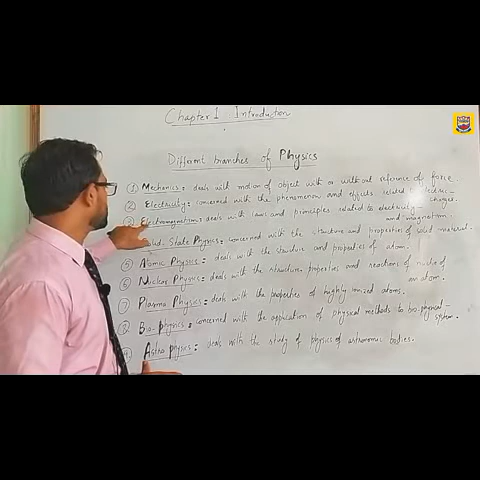 Chapter 1 Introduction
Different branches of Physics
① Mechanics: deals with motion of object with or without reference of force.
② Electricity: concerned with the phenomenon and effects related to electric-
charges.
③ Electromagnetism: deals with laws and principles related to electricity-
and magnetism.
State Physics: concerned with the structure and properties of solid material.
⑤ Atomic Physics: deals with the structure and properties of atom.
Nuclear Physics: deals with the structure properties and reactions of nuclei of
an atom.
⑦ Plasma Physics: deals with the properties of highly ionized atoms.
⑧ Bio-physics: concerned with the application of physical methods to bio-physical-
system.
Astro physics: deals with the study of physics of astronomic bodies.